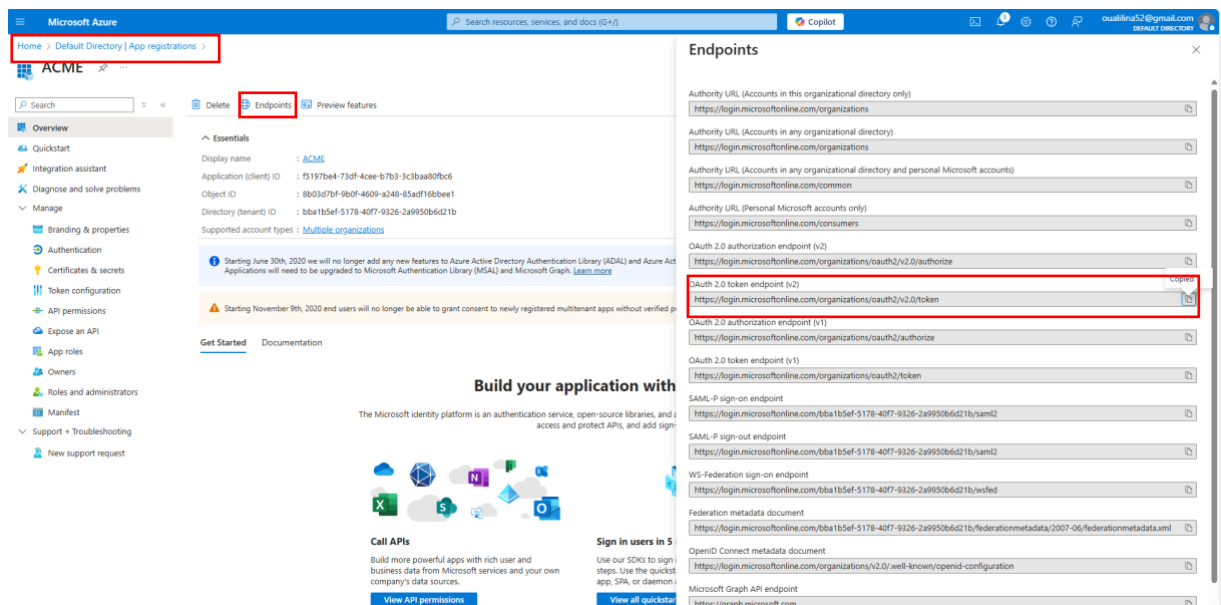 Microsoft Azure
Search resources, services, and docs (G+/)
Copilot
oualilina52@gmail.com
DEFAULT DIRECTORY
Home > Default Directory | App registrations >
ACME
Search
Overview
Quickstart
Integration assistant
Diagnose and solve problems
Manage
Branding & properties
Authentication
Certificates & secrets
Token configuration
API permissions
Expose an API
App roles
Owners
Roles and administrators
Manifest
Support + Troubleshooting
New support request
Delete
Endpoints
Preview features
Essentials
Display name : ACME
Application (client) ID : f5197be4-73df-4cee-b7b3-3c3baa80fbc6
Object ID : 8b03d7bf-9b0f-4609-a248-85adf16bbee1
Directory (tenant) ID : bba1b5ef-5178-40f7-9326-2a9950b6d21b
Supported account types : Multiple organizations
Starting June 30th, 2020 we will no longer add any new features to Azure Active Directory Authentication Library (ADAL) and Azure Act
Applications will need to be upgraded to Microsoft Authentication Library (MSAL) and Microsoft Graph. Learn more
Starting November 9th, 2020 end users will no longer be able to grant consent to newly registered multitenant apps without verified p
Get Started Documentation
Build your application with
The Microsoft identity platform is an authentication service, open-source libraries, and a
access and protect APIs, and add sign-
Call APIs
Build more powerful apps with rich user and
business data from Microsoft services and your own
company's data sources.
View API permissions
Sign in users in 5
Use our SDKs to sign i
steps. Use the quickst
app, SPA, or daemon a
View all quickstar
Endpoints
Authority URL (Accounts in this organizational directory only)
https://login.microsoftonline.com/organizations
Authority URL (Accounts in any organizational directory)
https://login.microsoftonline.com/organizations
Authority URL (Accounts in any organizational directory and personal Microsoft accounts)
https://login.microsoftonline.com/common
Authority URL (Personal Microsoft accounts only)
https://login.microsoftonline.com/consumers
OAuth 2.0 authorization endpoint (v2)
https://login.microsoftonline.com/organizations/oauth2/v2.0/authorize
Copied
OAuth 2.0 token endpoint (v2)
https://login.microsoftonline.com/organizations/oauth2/v2.0/token
OAuth 2.0 authorization endpoint (v1)
https://login.microsoftonline.com/organizations/oauth2/authorize
OAuth 2.0 token endpoint (v1)
https://login.microsoftonline.com/organizations/oauth2/token
SAML-P sign-on endpoint
https://login.microsoftonline.com/bba1b5ef-5178-40f7-9326-2a9950b6d21b/saml2
SAML-P sign-out endpoint
https://login.microsoftonline.com/bba1b5ef-5178-40f7-9326-2a9950b6d21b/saml2
WS-Federation sign-on endpoint
https://login.microsoftonline.com/bba1b5ef-5178-40f7-9326-2a9950b6d21b/wsfed
Federation metadata document
https://login.microsoftonline.com/bba1b5ef-5178-40f7-9326-2a9950b6d21b/federationmetadata/2007-06/federationmetadata.xml
OpenID Connect metadata document
https://login.microsoftonline.com/organizations/v2.0/.well-known/openid-configuration
Microsoft Graph API endpoint
https://graph.microsoft.com